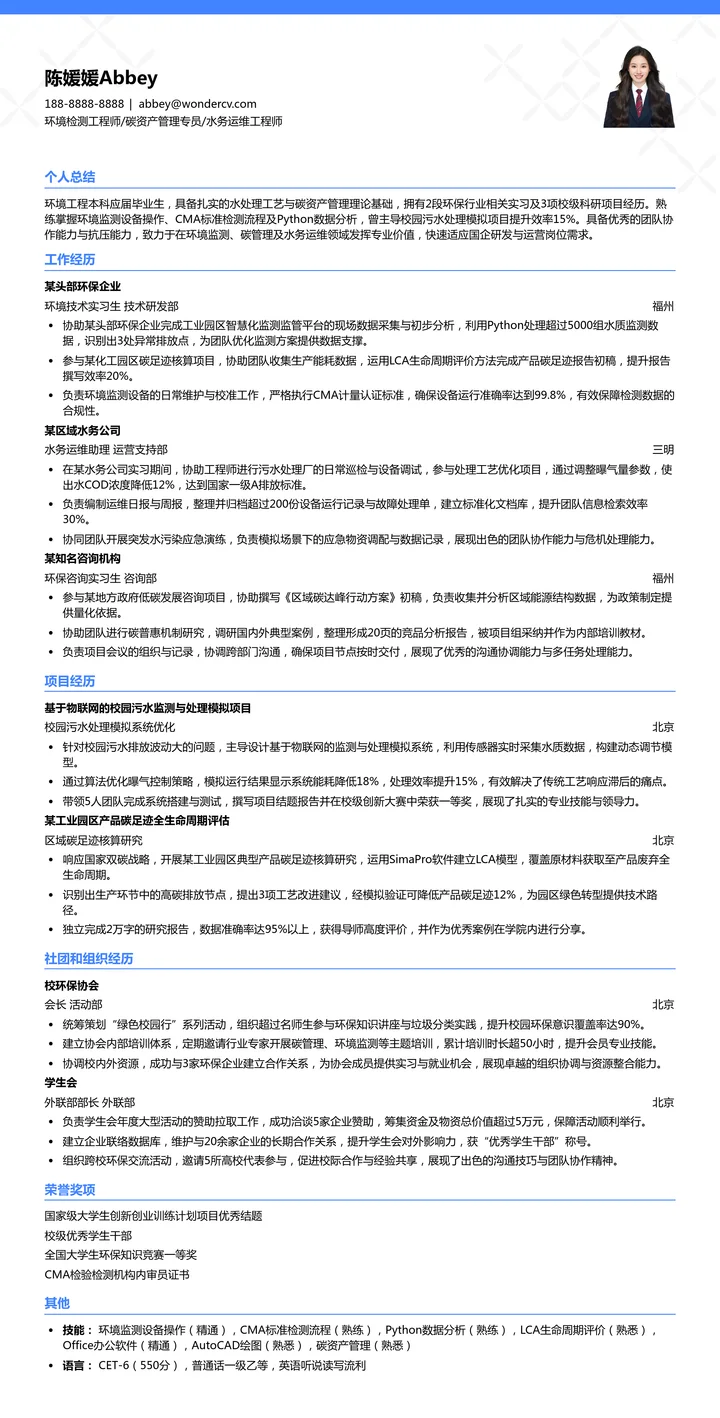 陈媛媛Abbey
188-8888-8888 | abbey@wondercv.com
环境检测工程师/碳资产管理专员/水务运维工程师
个人总结
环境工程本科应届毕业生，具备扎实的水处理工艺与碳资产管理理论基础，拥有2段环保行业相关实习及3项校级科研项目经历。熟
练掌握环境监测设备操作、CMA标准检测流程及Python数据分析，曾主导校园污水处理模拟项目提升效率15%。具备优秀的团队协
作能力与抗压能力，致力于在环境监测、碳管理及水务运维领域发挥专业价值，快速适应国企研发与运营岗位需求。
工作经历
某头部环保企业
环境技术实习生 技术研发部 福州
• 协助某头部环保企业完成工业园区智慧化监测监管平台的现场数据采集与初步分析，利用Python处理超过5000组水质监测数
据，识别出3处异常排放点，为团队优化监测方案提供数据支撑。
• 参与某化工园区碳足迹核算项目，协助团队收集生产能耗数据，运用LCA生命周期评价方法完成产品碳足迹报告初稿，提升报告
撰写效率20%。
• 负责环境监测设备的日常维护与校准工作，严格执行CMA计量认证标准，确保设备运行准确率达到99.8%，有效保障检测数据的
合规性。
某区域水务公司
水务运维助理 运营支持部 三明
• 在某水务公司实习期间，协助工程师进行污水处理厂的日常巡检与设备调试，参与处理工艺优化项目，通过调整曝气量参数，使
出水COD浓度降低12%，达到国家一级A排放标准。
• 负责编制运维日报与周报，整理并归档超过200份设备运行记录与故障处理单，建立标准化文档库，提升团队信息检索效率
30%。
• 协同团队开展突发水污染应急演练，负责模拟场景下的应急物资调配与数据记录，展现出色的团队协作能力与危机处理能力。
某知名咨询机构
环保咨询实习生 咨询部 福州
• 参与某地方政府低碳发展咨询项目，协助撰写《区域碳达峰行动方案》初稿，负责收集并分析区域能源结构数据，为政策制定提
供量化依据。
• 协助团队进行碳普惠机制研究，调研国内外典型案例，整理形成20页的竞品分析报告，被项目组采纳并作为内部培训教材。
• 负责项目会议的组织与记录，协调跨部门沟通，确保项目节点按时交付，展现了优秀的沟通协调能力与多任务处理能力。
项目经历
基于物联网的校园污水监测与处理模拟项目
校园污水处理模拟系统优化 北京
• 针对校园污水排放波动大的问题，主导设计基于物联网的监测与处理模拟系统，利用传感器实时采集水质数据，构建动态调节模
型。
• 通过算法优化曝气控制策略，模拟运行结果显示系统能耗降低18%，处理效率提升15%，有效解决了传统工艺响应滞后的痛点。
• 带领5人团队完成系统搭建与测试，撰写项目结题报告并在校级创新大赛中荣获一等奖，展现了扎实的专业技能与领导力。
某工业园区产品碳足迹全生命周期评估
区域碳足迹核算研究 北京
• 响应国家双碳战略，开展某工业园区典型产品碳足迹核算研究，运用SimaPro软件建立LCA模型，覆盖原材料获取至产品废弃全
生命周期。
• 识别出生产环节中的高碳排放节点，提出3项工艺改进建议，经模拟验证可降低产品碳足迹12%，为园区绿色转型提供技术路
径。
• 独立完成2万字的研究报告，数据准确率达95%以上，获得导师高度评价，并作为优秀案例在学院内进行分享。
社团和组织经历
校环保协会
会长 活动部 北京
• 统筹策划“绿色校园行”系列活动，组织超过名师生参与环保知识讲座与垃圾分类实践，提升校园环保意识覆盖率达90%。
• 建立协会内部培训体系，定期邀请行业专家开展碳管理、环境监测等主题培训，累计培训时长超50小时，提升会员专业技能。
• 协调校内外资源，成功与3家环保企业建立合作关系，为协会成员提供实习与就业机会，展现卓越的组织协调与资源整合能力。
学生会
外联部部长 外联部 北京
• 负责学生会年度大型活动的赞助拉取工作，成功洽谈5家企业赞助，筹集资金及物资总价值超过5万元，保障活动顺利举行。
• 建立企业联络数据库，维护与20余家企业的长期合作关系，提升学生会对外影响力，获“优秀学生干部”称号。
• 组织跨校环保交流活动，邀请5所高校代表参与，促进校际合作与经验共享，展现了出色的沟通技巧与团队协作精神。
荣誉奖项
国家级大学生创新创业训练计划项目优秀结题
校级优秀学生干部
全国大学生环保知识竞赛一等奖
CMA检验检测机构内审员证书
其他
• 技能： 环境监测设备操作（精通），CMA标准检测流程（熟练），Python数据分析（熟练），LCA生命周期评价（熟悉），
Office办公软件（精通），AutoCAD绘图（熟悉），碳资产管理（熟悉）
• 语言： CET-6（550分），普通话一级乙等，英语听说读写流利